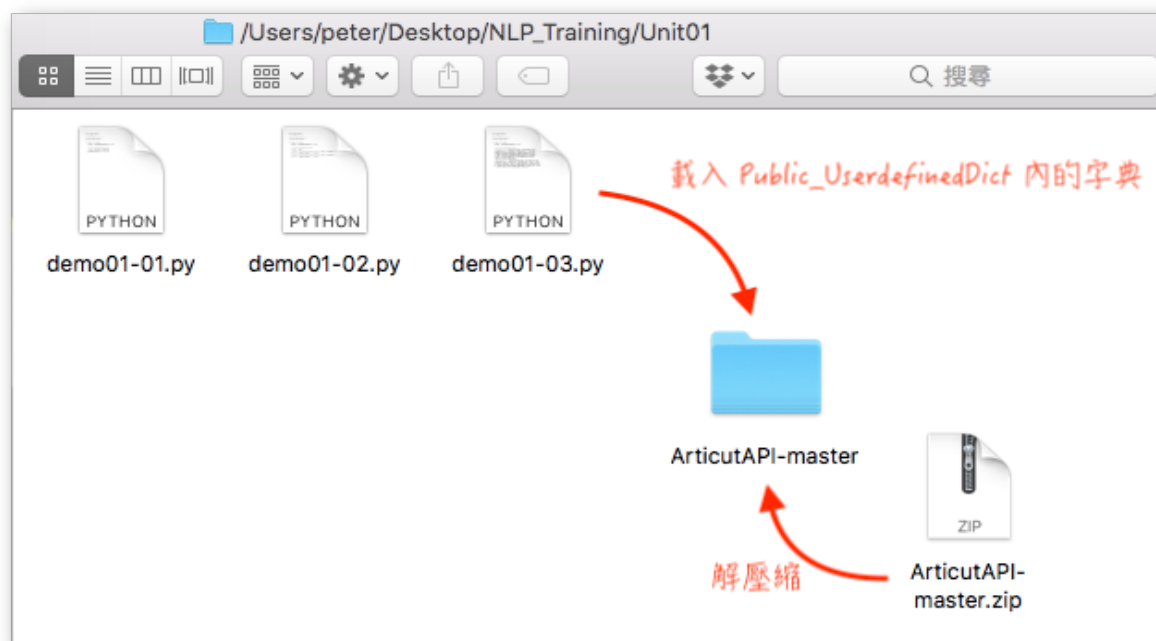 /Users/peter/Desktop/NLP_Training/Unit01
搜尋
PYTHON
PYTHON
PYTHON
demo01-01.py
demo01-02.py
demo01-03.py
載入 Public_UserdefinedDict 內的字典
ArticutAPI-master
ZIP
解壓縮
ArticutAPI-
master.zip